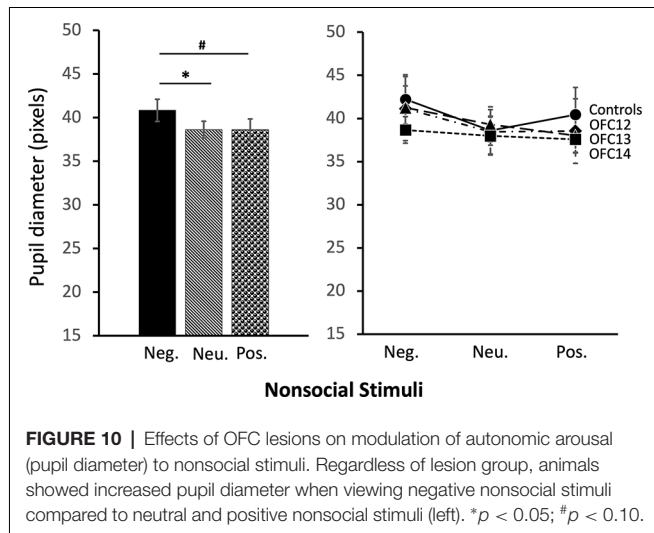 Pupil diameter (pixels)
50
45
40
35
30
25
20
15
#
*
Neg. Neu. Pos.
50
45
40
35
30
25
20
15
Controls
OFC12
OFC13
OFC14
Neg. Neu. Pos.
Nonsocial Stimuli
FIGURE 10 | Effects of OFC lesions on modulation of autonomic arousal
(pupil diameter) to nonsocial stimuli. Regardless of lesion group, animals
showed increased pupil diameter when viewing negative nonsocial stimuli
compared to neutral and positive nonsocial stimuli (left). *p < 0.05; #p < 0.10.